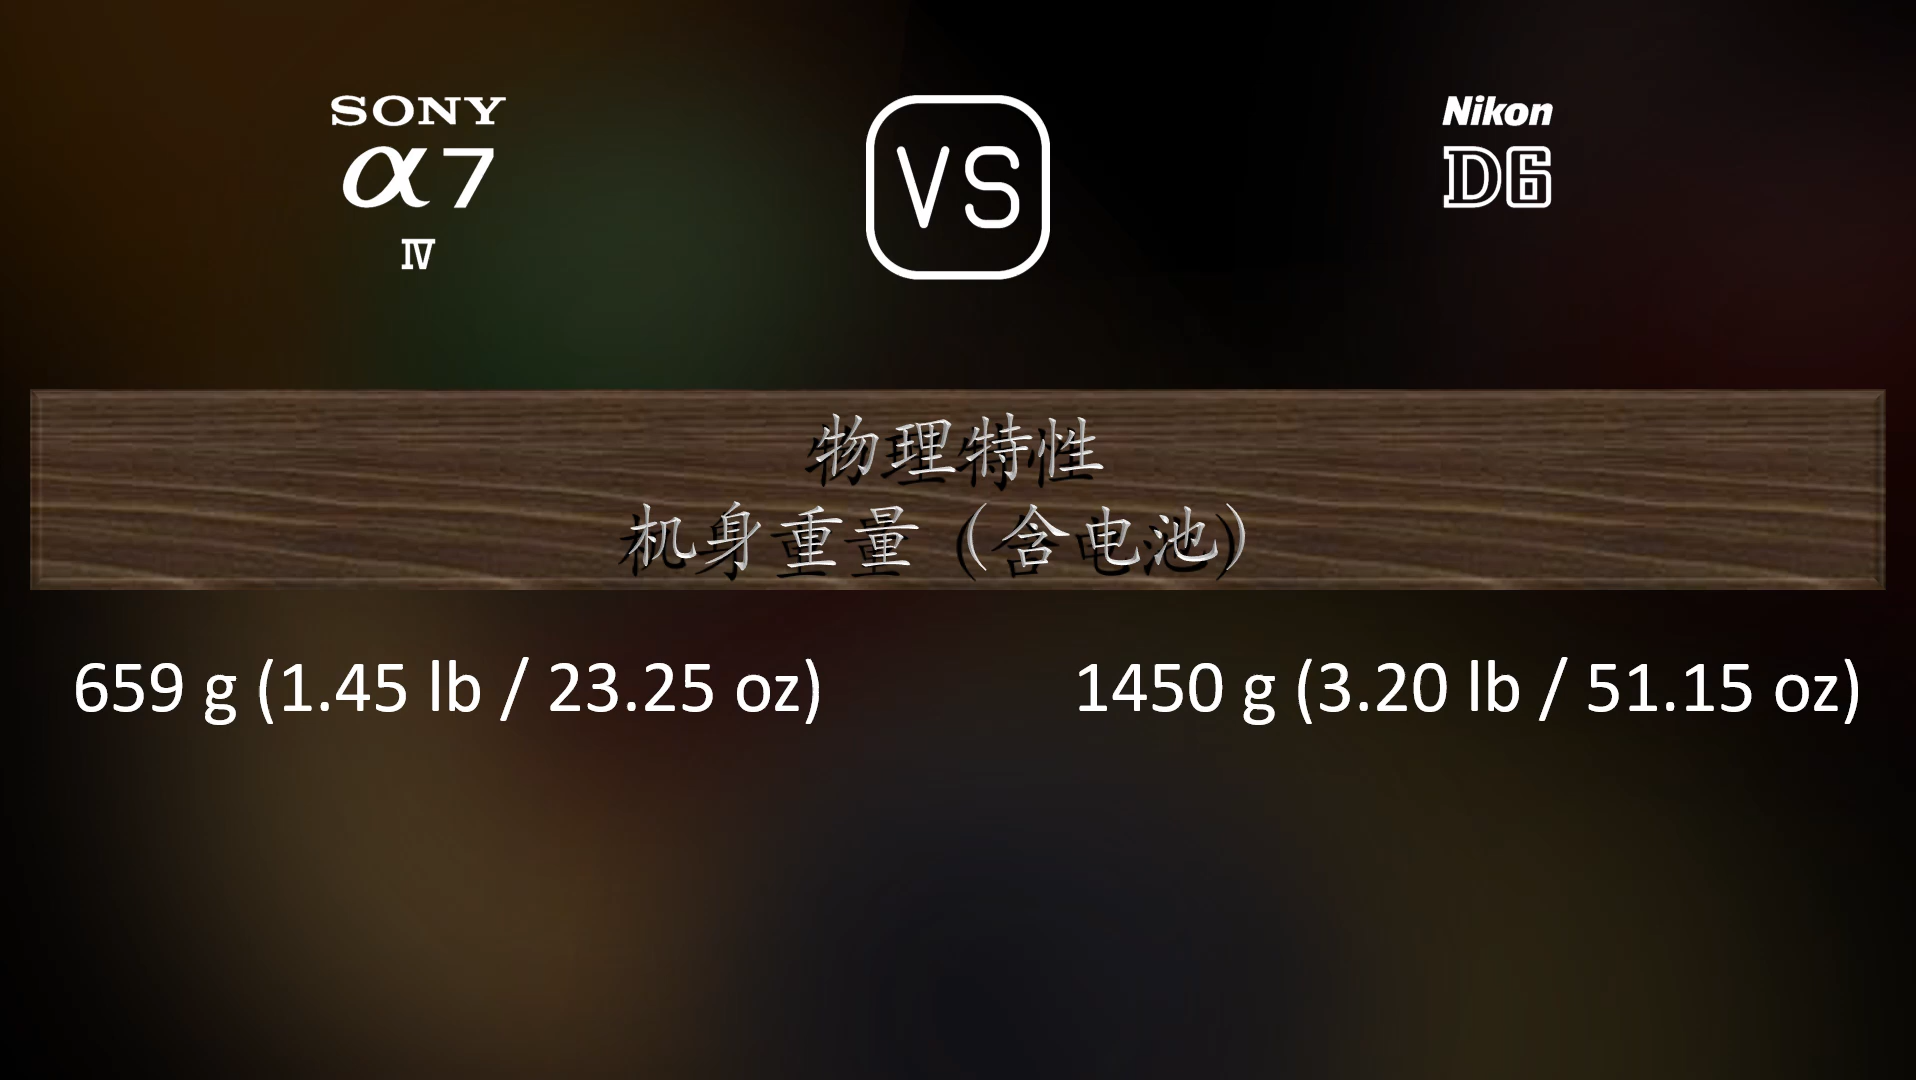 SONY
α7
IV
VS
Nikon
D6
物理特性
机身重量（含电池）
659 g (1.45 lb / 23.25 oz)
1450 g (3.20 lb / 51.15 oz)